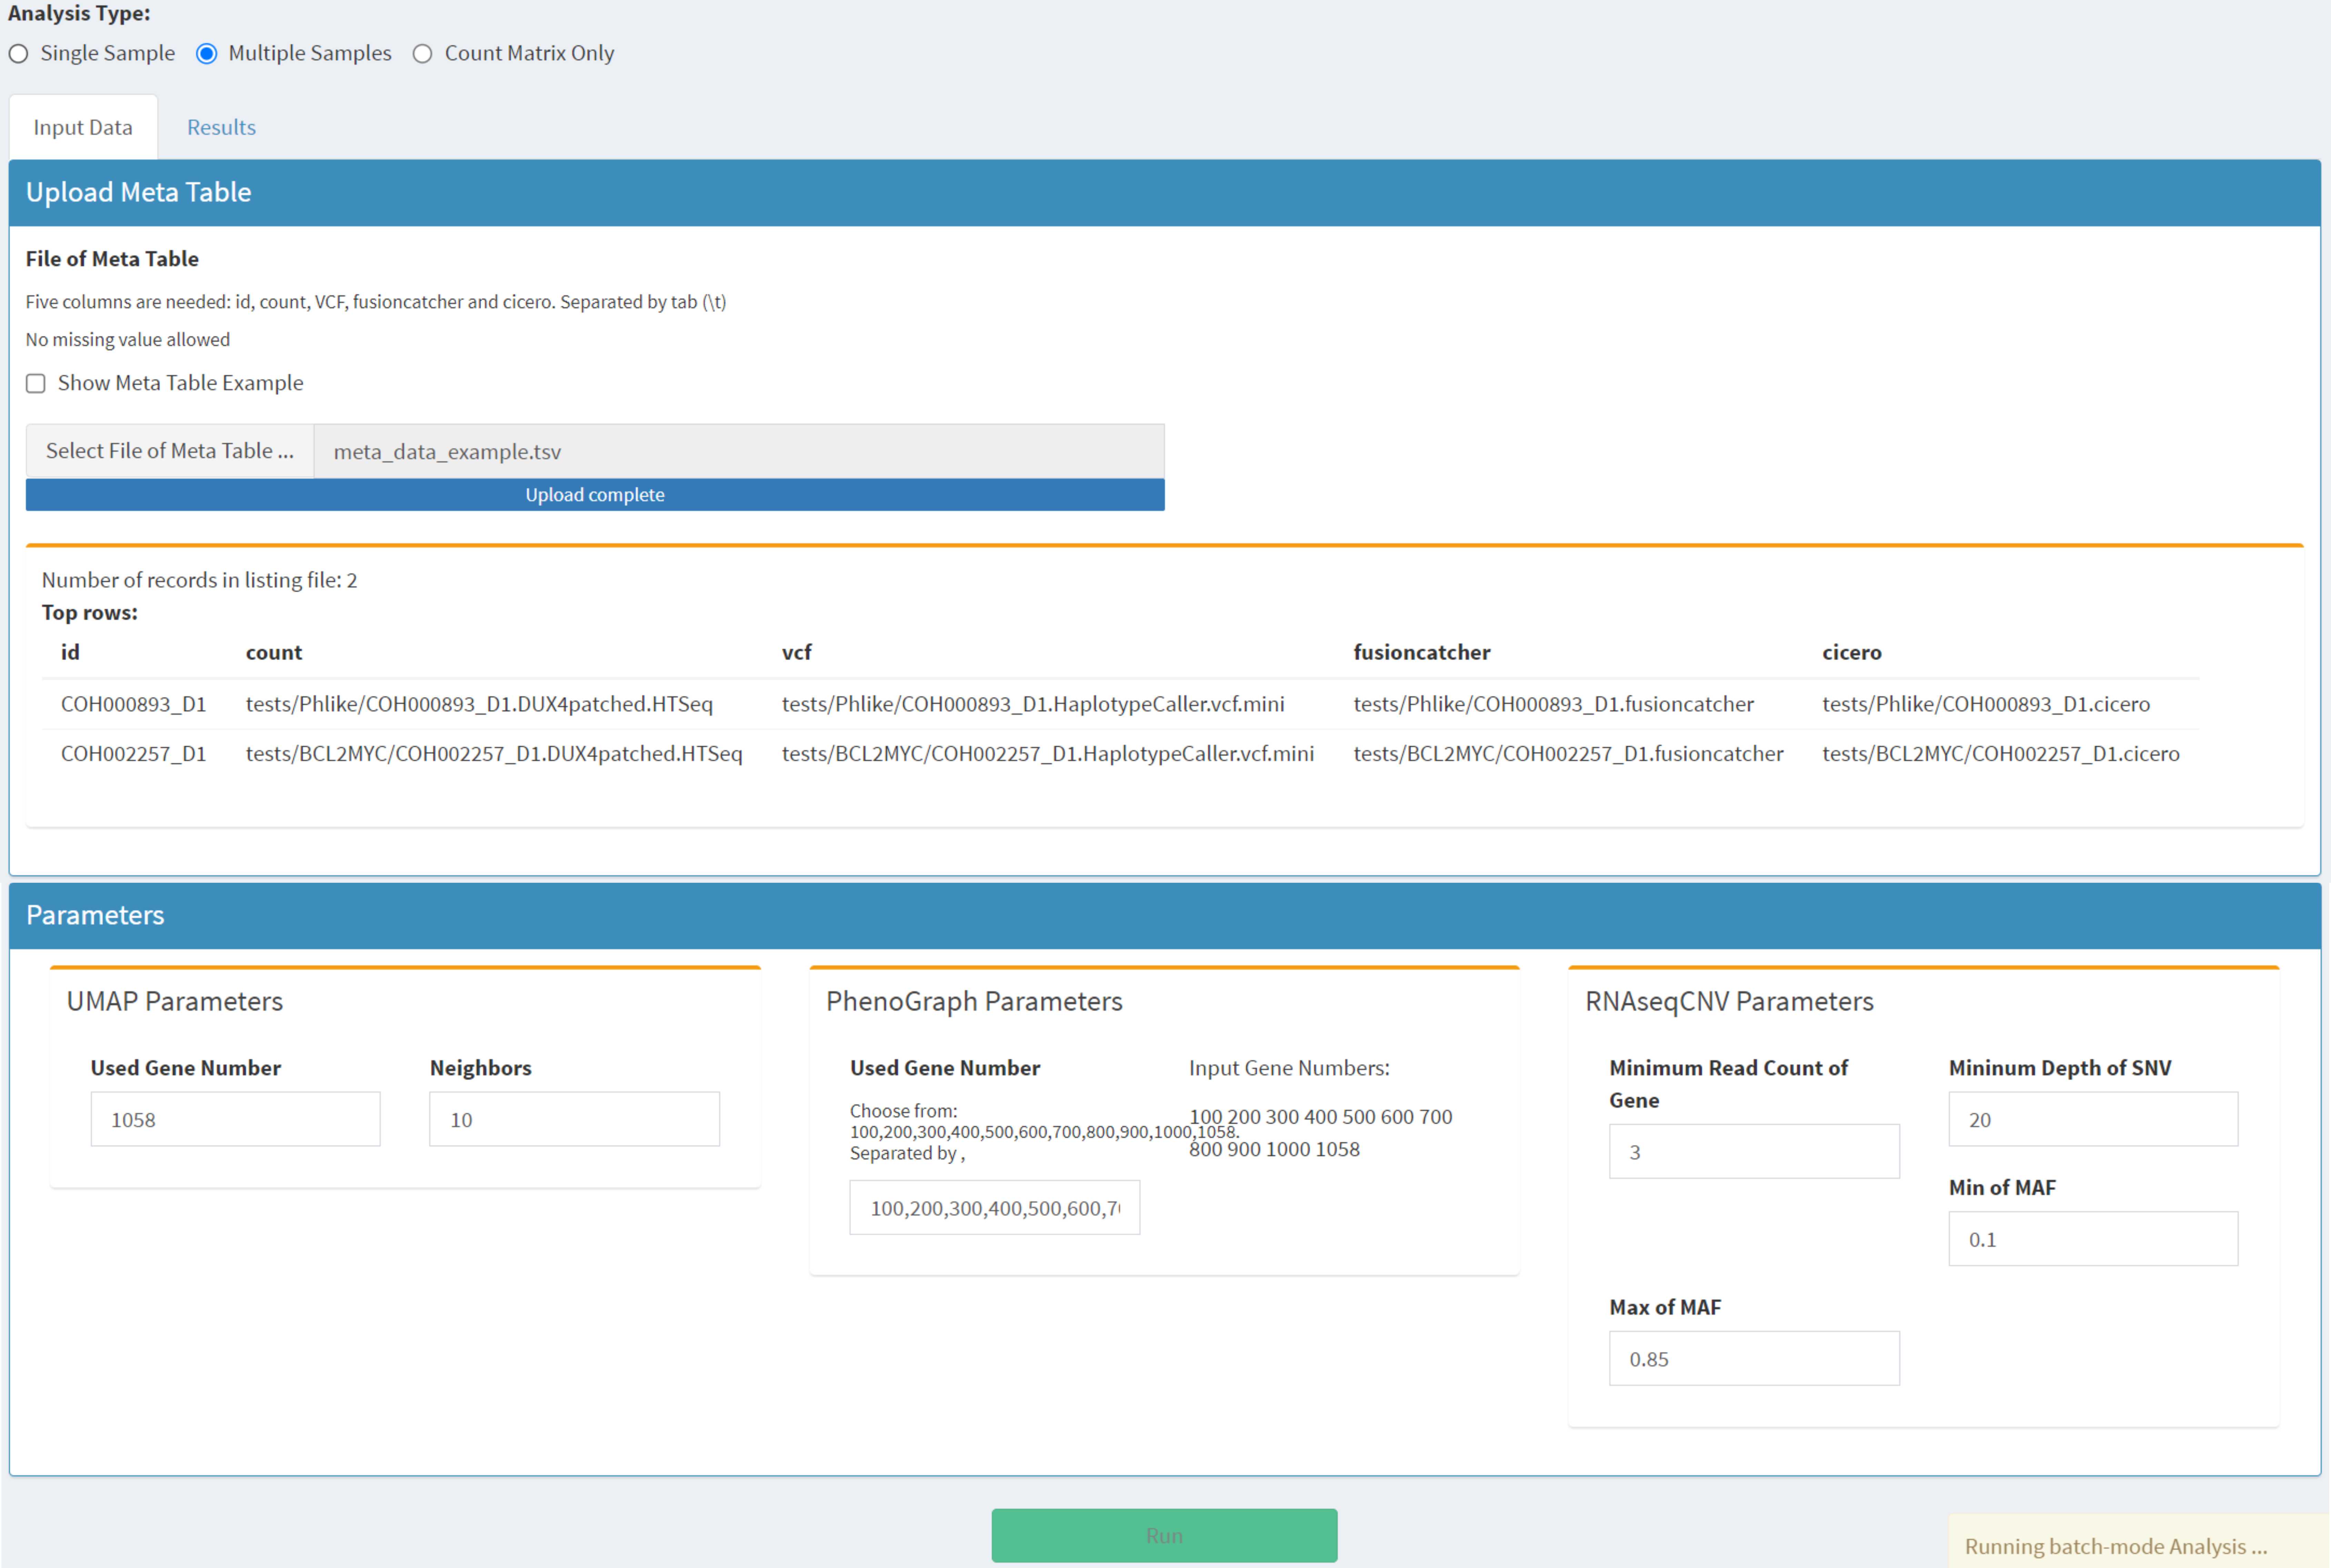 Analysis Type:
Single Sample Multiple Samples Count Matrix Only
Input Data Results
Upload Meta Table
File of Meta Table
Five columns are needed: id, count, VCF, fusioncatcher and cicero. Separated by tab (\t)
No missing value allowed
Show Meta Table Example
Select File of Meta Table ... meta_data_example.tsv
Upload complete
Number of records in listing file: 2
Top rows:
id count vcf fusioncatcher cicero
COH000893_D1 tests/Phlike/COH000893_D1.DUX4patched.HTSeq tests/Phlike/COH000893_D1.HaplotypeCaller.vcf.mini tests/Phlike/COH000893_D1.fusioncatcher tests/Phlike/COH000893_D1.cicero
COH002257_D1 tests/BCL2MYC/COH002257_D1.DUX4patched.HTSeq tests/BCL2MYC/COH002257_D1.HaplotypeCaller.vcf.mini tests/BCL2MYC/COH002257_D1.fusioncatcher tests/BCL2MYC/COH002257_D1.cicero
Parameters
UMAP Parameters
Used Gene Number Neighbors
1058 10
PhenoGraph Parameters
Used Gene Number
Choose from:
100,200,300,400,500,600,700,800,900,1000,1058.
Separated by ,
100,200,300,400,500,600,7
Input Gene Numbers:
100 200 300 400 500 600 700
800 900 1000 1058
RNAseqCNV Parameters
Minimum Read Count of
Gene
3
Mininum Depth of SNV
20
Min of MAF
0.1
Max of MAF
0.85
Run
Running batch-mode Analysis ...